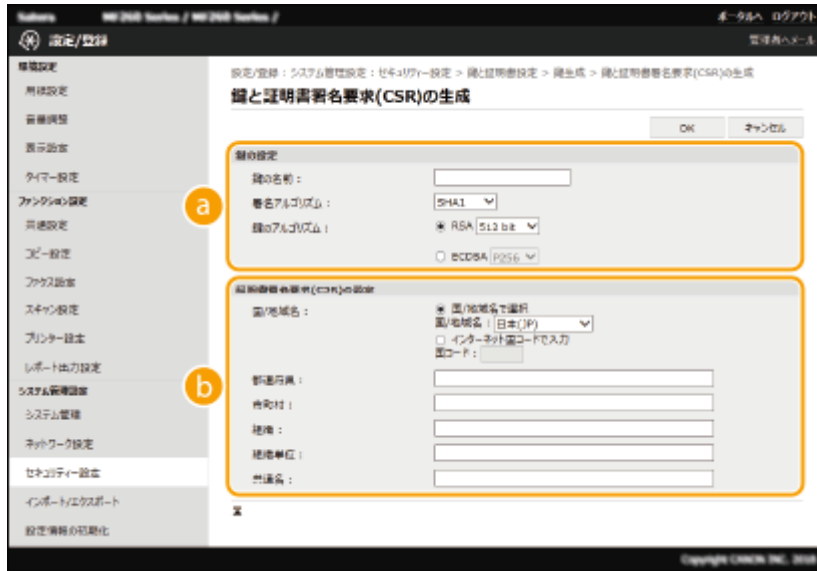 Satera MF260 Series / MF260 Series /
ポータルへ ログアウト
設定/登録
管理者へメール
環境設定
用紙設定
音量調整
表示設定
タイマー設定
ファンクション設定
共通設定
コピー設定
ファクス設定
スキャン設定
プリンター設定
レポート出力設定
システム管理設定
システム管理
ネットワーク設定
セキュリティー設定
インポート/エクスポート
設定情報の初期化
設定/登録 : システム管理設定 : セキュリティー設定 > 鍵と証明書設定 > 鍵生成 > 鍵と証明書署名要求(CSR)の生成
鍵と証明書署名要求(CSR)の生成
OK
キャンセル
a
鍵の設定
鍵の名前 :
署名アルゴリズム : SHA1
鍵のアルゴリズム : RSA 512 bit
ECDSA P256
b
証明書署名要求(CSR)の設定
国/地域名 : 国/地域名で選択
国/地域名 : 日本(JP)
インターネット国コードで入力
国コード :
都道府県 :
市町村 :
組織 :
組織単位 :
共通名 :
Copyright CANON INC. 2018